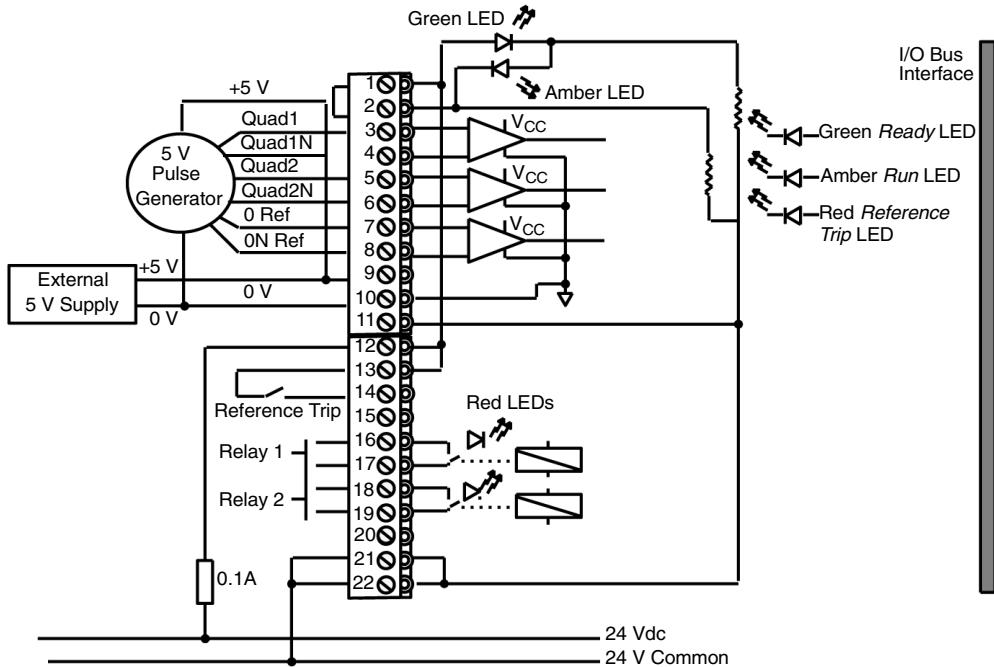 Green LED
I/O Bus
Interface
Amber LED
+5 V
Quad1
Quad1N
Quad2
Quad2N
0 Ref
0N Ref
5 V
Pulse
Generator
+5 V
0 V
0 V
External
5 V Supply
1
2
3
4
5
6
7
8
9
10
11
12
13
14
15
16
17
18
19
20
21
22
VCC
VCC
VCC
Green Ready LED
Amber Run LED
Red Reference
Trip LED
Reference Trip
Red LEDs
Relay 1
Relay 2
0.1A
24 Vdc
24 V Common